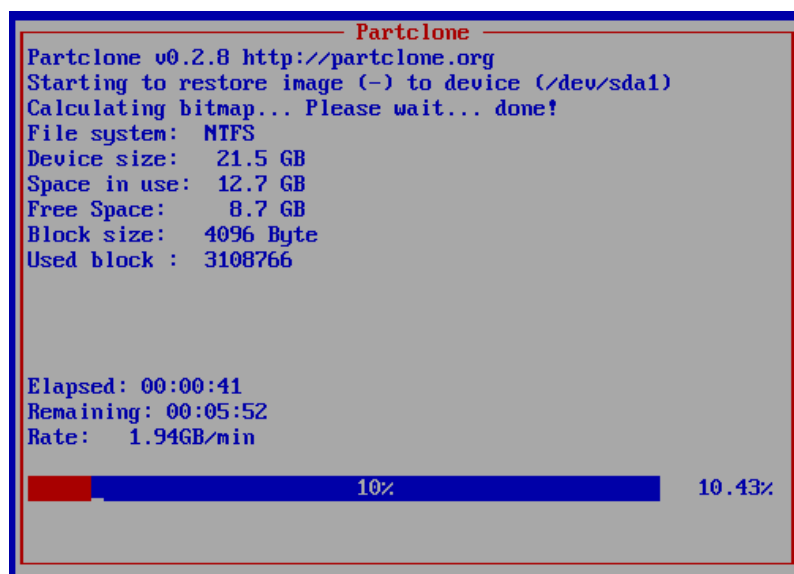 Partclone
Partclone v0.2.8 http://partclone.org
Starting to restore image (-) to device (/dev/sda1)
Calculating bitmap... Please wait... done!
File system:  NTFS
Device size:   21.5 GB
Space in use:  12.7 GB
Free Space:     8.7 GB
Block size:   4096 Byte
Used block :  3108766
Elapsed: 00:00:41
Remaining: 00:05:52
Rate:   1.94GB/min
10% 10.43%